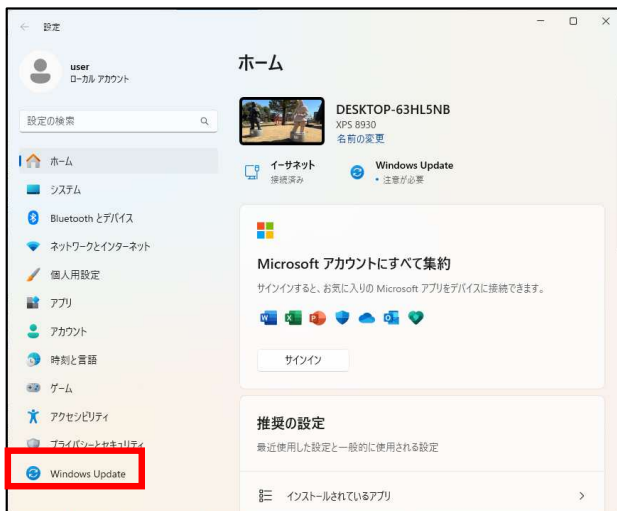 設定
user
ローカル アカウント
設定の検索
ホーム
システム
Bluetooth とデバイス
ネットワークとインターネット
個人用設定
アプリ
アカウント
時刻と言語
ゲーム
アクセシビリティ
プライバシーとセキュリティ
Windows Update
ホーム
DESKTOP-63HL5NB
XPS 8930
名前の変更
イーサネット
接続済み
Windows Update
• 注意が必要
Microsoft アカウントにすべて集約
サインインすると、お気に入りの Microsoft アプリをデバイスに接続できます。
サインイン
推奨の設定
最近使用した設定と一般的に使用される設定
インストールされているアプリ